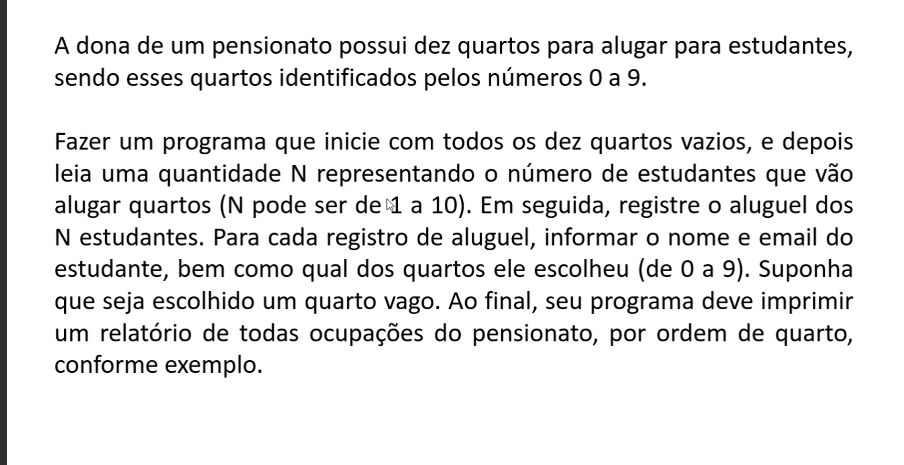 A dona de um pensionato possui dez quartos para alugar para estudantes,
sendo esses quartos identificados pelos números 0 a 9.
Fazer um programa que inicie com todos os dez quartos vazios, e depois
leia uma quantidade N representando o número de estudantes que vão
alugar quartos (N pode ser de 1 a 10). Em seguida, registre o aluguel dos
N estudantes. Para cada registro de aluguel, informar o nome e email do
estudante, bem como qual dos quartos ele escolheu (de 0 a 9). Suponha
que seja escolhido um quarto vago. Ao final, seu programa deve imprimir
um relatório de todas ocupações do pensionato, por ordem de quarto,
conforme exemplo.